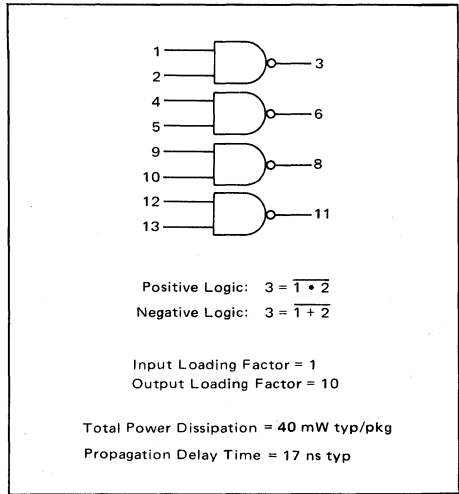 1
2
3
4
5
6
9
10
8
12
13
11
Positive Logic: 3 = \overline{1 • 2}
Negative Logic: 3 = \overline{1 + 2}
Input Loading Factor = 1
Output Loading Factor = 10
Total Power Dissipation = 40 mW typ/pkg
Propagation Delay Time = 17 ns typ